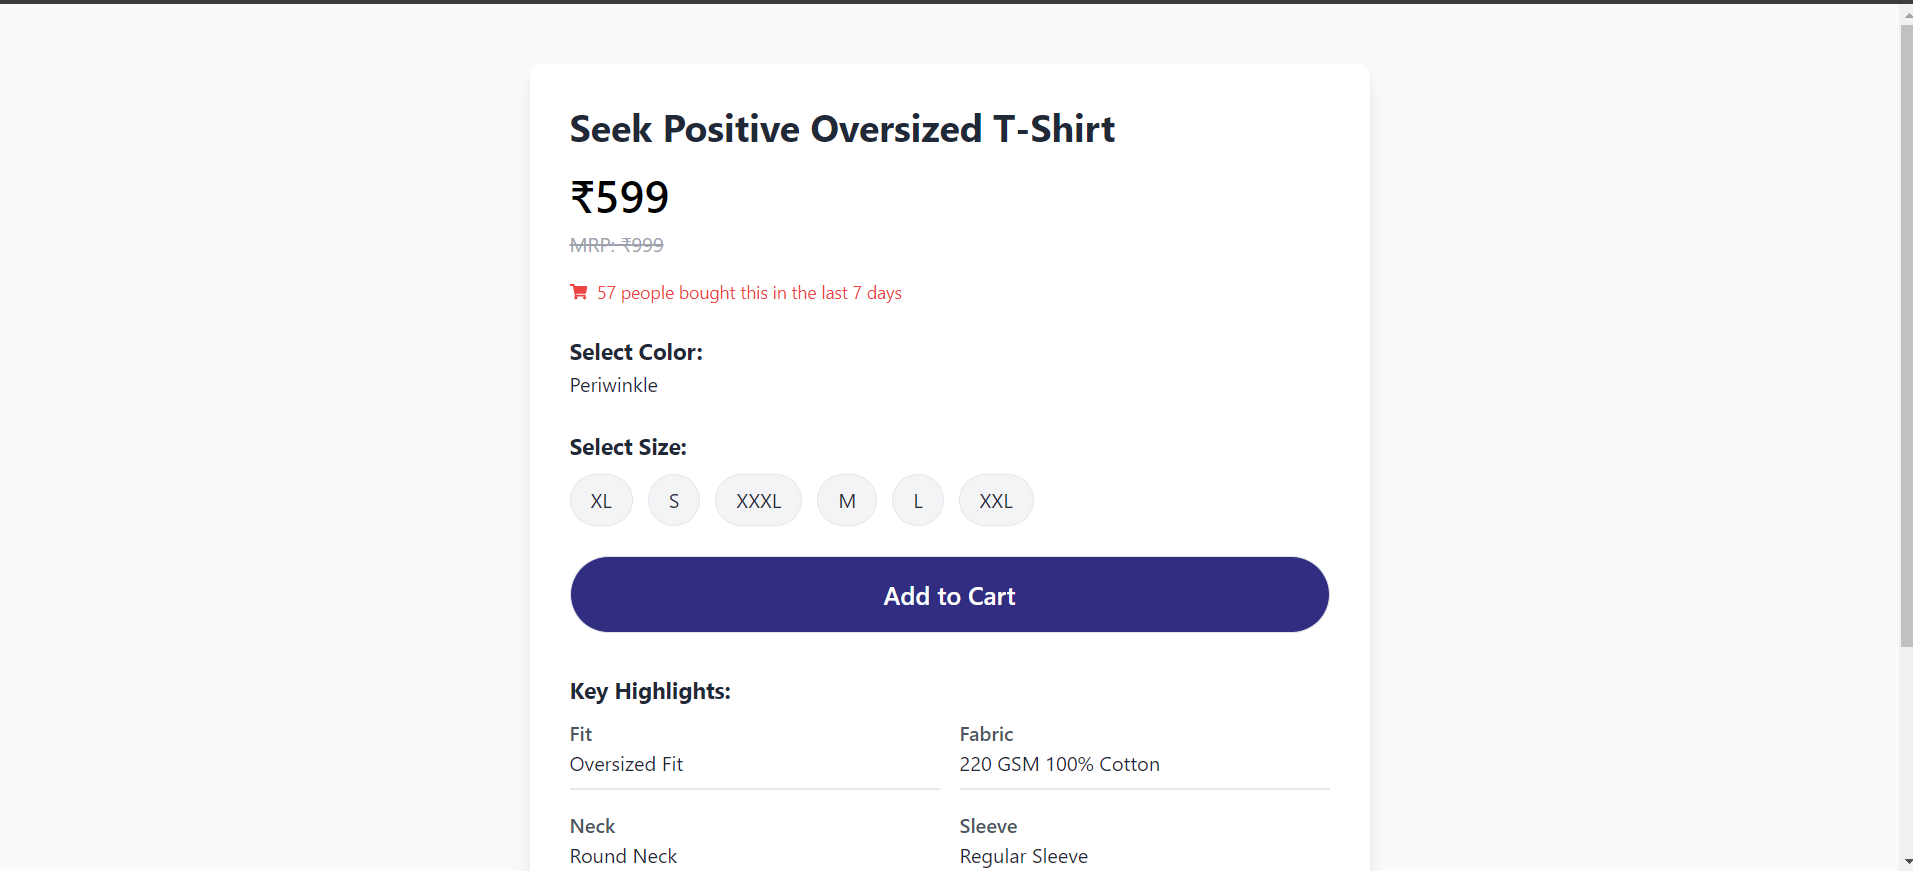 Seek Positive Oversized T-Shirt
₹599
MRP: ₹999
57 people bought this in the last 7 days
Select Color:
Periwinkle
Select Size:
XL S XXXL M L XXL
Add to Cart
Key Highlights:
Fit Fabric
Oversized Fit 220 GSM 100% Cotton
Neck Sleeve
Round Neck Regular Sleeve